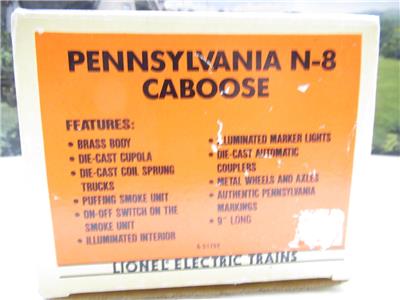 PENNSYLVANIA N-8
CABOOSE
FEATURES:
• BRASS BODY
• DIE-CAST CUPOLA
• DIE-CAST COIL SPRUNG
TRUCKS
• PUFFING SMOKE UNIT
• ON-OFF SWITCH ON THE
SMOKE UNIT
• ILLUMINATED INTERIOR
• ILLUMINATED MARKER LIGHTS
• DIE-CAST AUTOMATIC
COUPLERS
• METAL WHEELS AND AXLES
• AUTHENTIC PENNSYLVANIA
MARKINGS
• 9" LONG
LIONEL ELECTRIC TRAINS